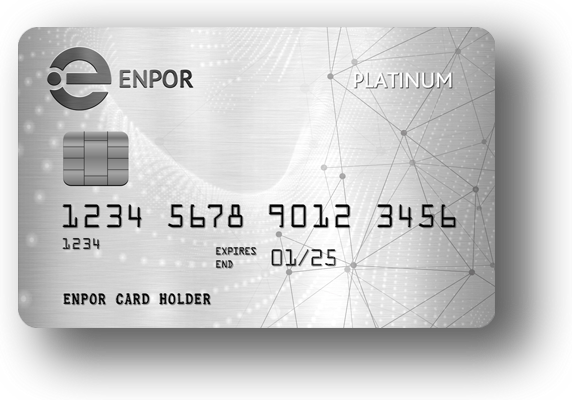 ENPOR
PLATINUM
1234 5678 9012 3456
1234
EXPIRES
END
01/25
ENPOR CARD HOLDER